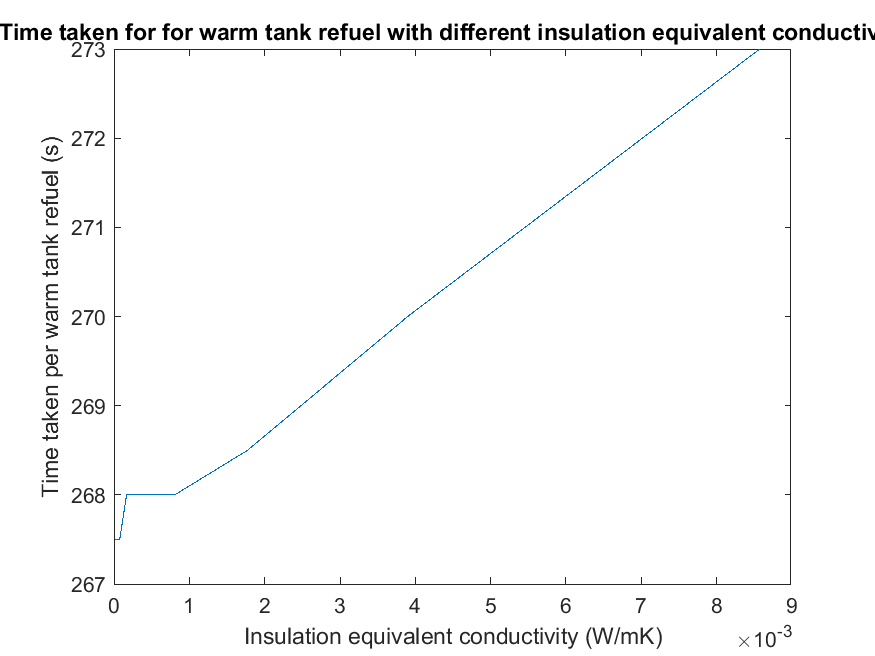 Time taken for for warm tank refuel with different insulation equivalent conductiv
273
272
271
270
269
268
267
Time taken per warm tank refuel (s)
0 1 2 3 4 5 6 7 8 9
Insulation equivalent conductivity (W/mK)
×10-3